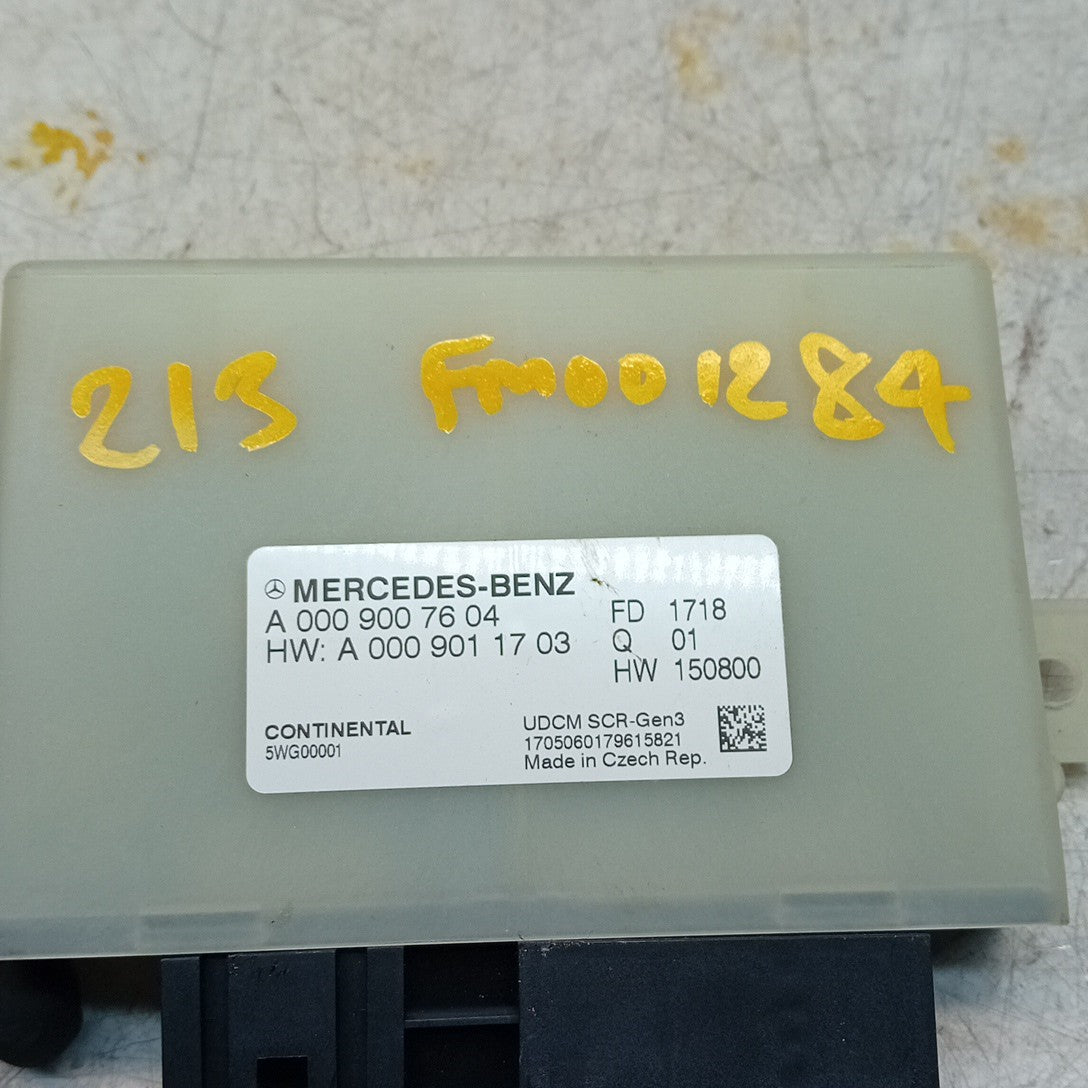 213 FM001284
MERCEDES-BENZ
A 000 900 76 04
HW: A 000 901 17 03
FD 1718
Q 01
HW 150800
CONTINENTAL
5WG00001
UDCM SCR-Gen3
1705060179615821
Made in Czech Rep.